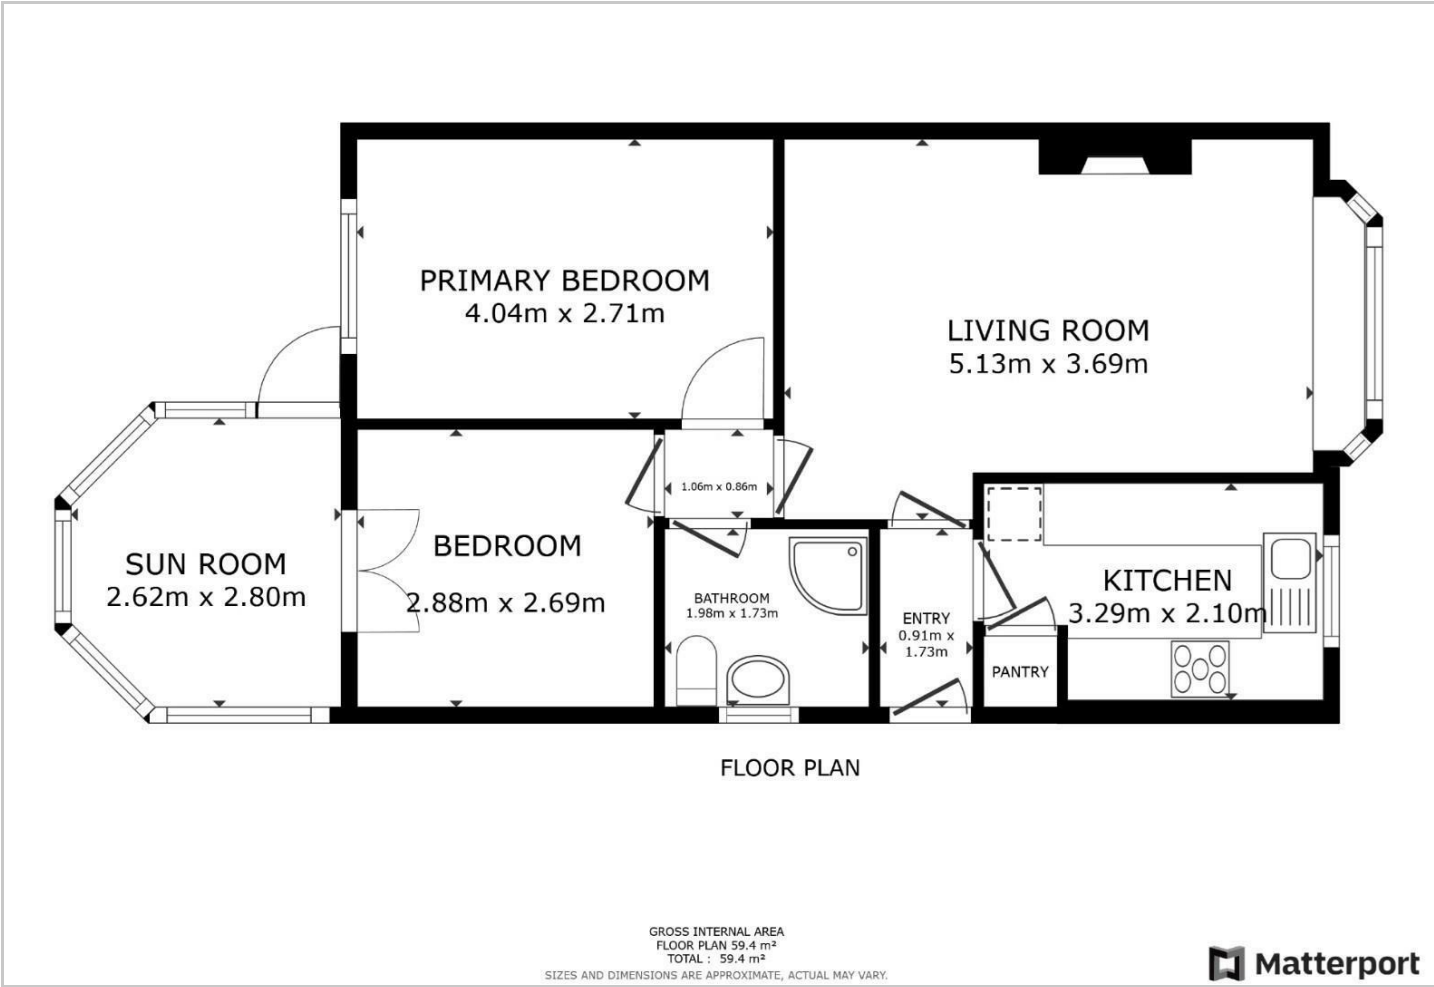 PRIMARY BEDROOM
4.04m x 2.71m
LIVING ROOM
5.13m x 3.69m
1.06m x 0.86m
SUN ROOM
2.62m x 2.80m
BEDROOM
2.88m x 2.69m
BATHROOM
1.98m x 1.73m
ENTRY
0.91m x
1.73m
KITCHEN
3.29m x 2.10m
PANTRY
FLOOR PLAN
GROSS INTERNAL AREA
FLOOR PLAN 59.4 m²
TOTAL : 59.4 m²
SIZES AND DIMENSIONS ARE APPROXIMATE, ACTUAL MAY VARY.
Matterport